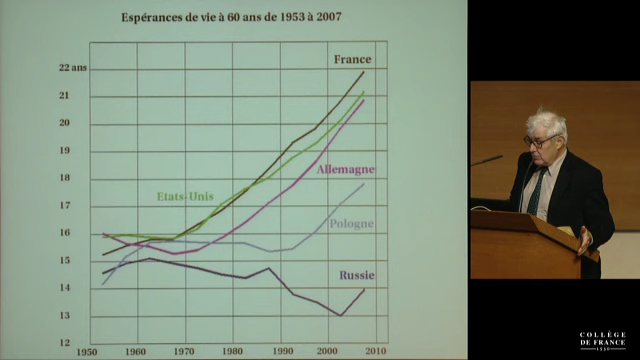 Espérances de vie à 60 ans de 1953 à 2007
22 ans
21
20
19
18
17
16
15
14
13
12
1950
1960
1970
1980
1990
2000
2010
France
Allemagne
Etats-Unis
Pologne
Russie
COLLÈGE
DE FRANCE
1530